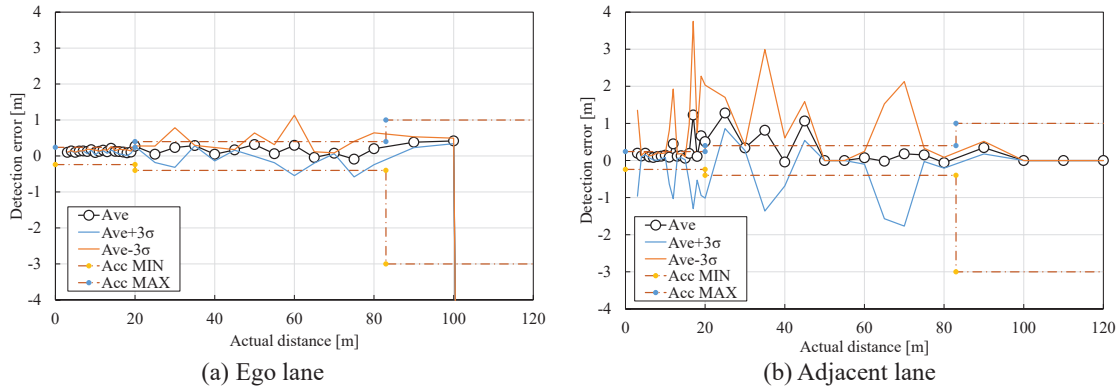 4
3
2
1
0
-1
-2
-3
-4
Detection error [m]
Ave
Ave+3σ
Ave-3σ
Acc MIN
Acc MAX
0 20 40 60 80 100 120
Actual distance [m]
(a) Ego lane
4
3
2
1
0
-1
-2
-3
-4
Detection error [m]
Ave
Ave+3σ
Ave-3σ
Acc MIN
Acc MAX
0 20 40 60 80 100 120
Actual distance [m]
(b) Adjacent lane